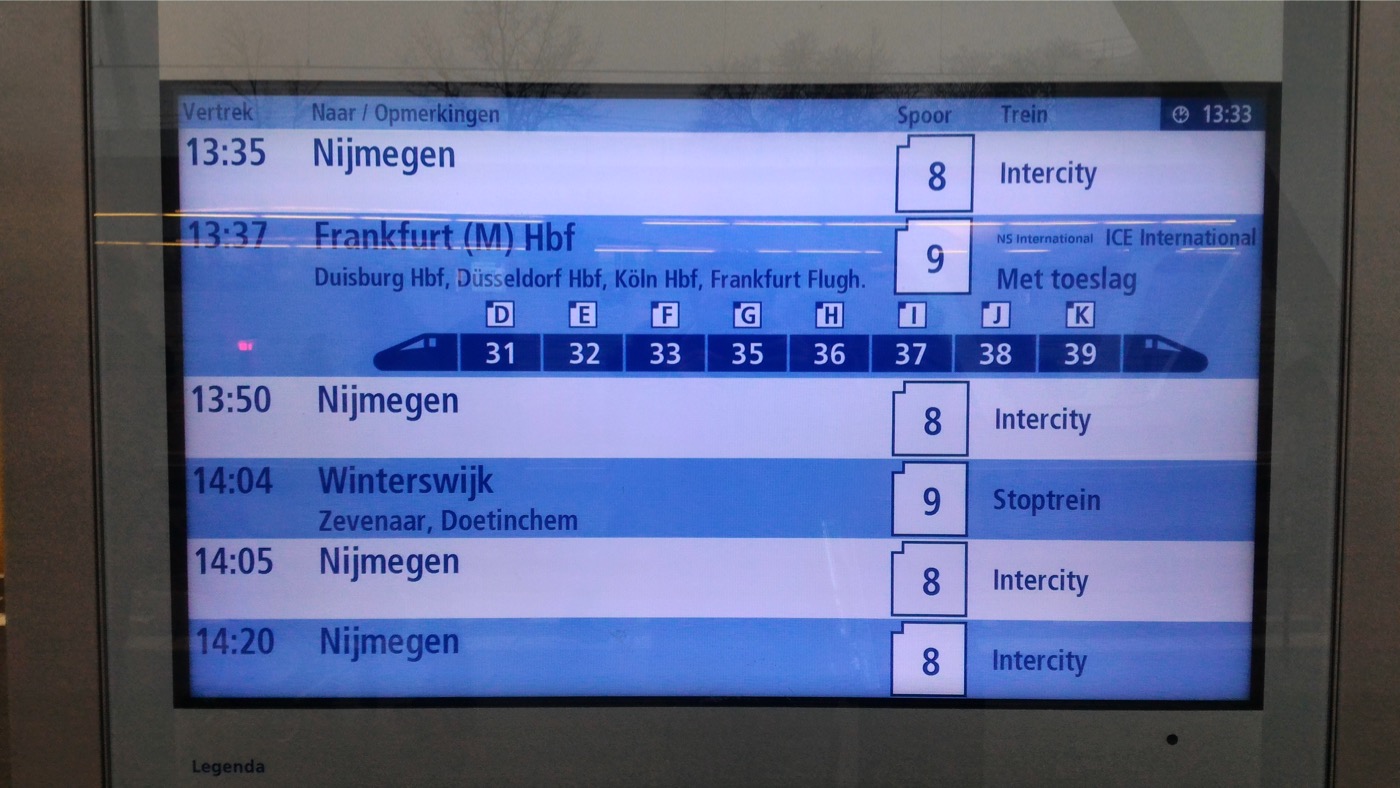 Vertrek Naar / Opmerkingen Spoor Trein 13:33
13:35 Nijmegen 8 Intercity
13:37 Frankfurt (M) Hbf 9 NS International ICE International
Duisburg Hbf, Düsseldorf Hbf, Köln Hbf, Frankfurt Flugh. Met toeslag
D E F G H I J K
31 32 33 35 36 37 38 39
13:50 Nijmegen 8 Intercity
14:04 Winterswijk 9 Stoptrein
Zevenaar, Doetinchem
14:05 Nijmegen 8 Intercity
14:20 Nijmegen 8 Intercity
Legenda